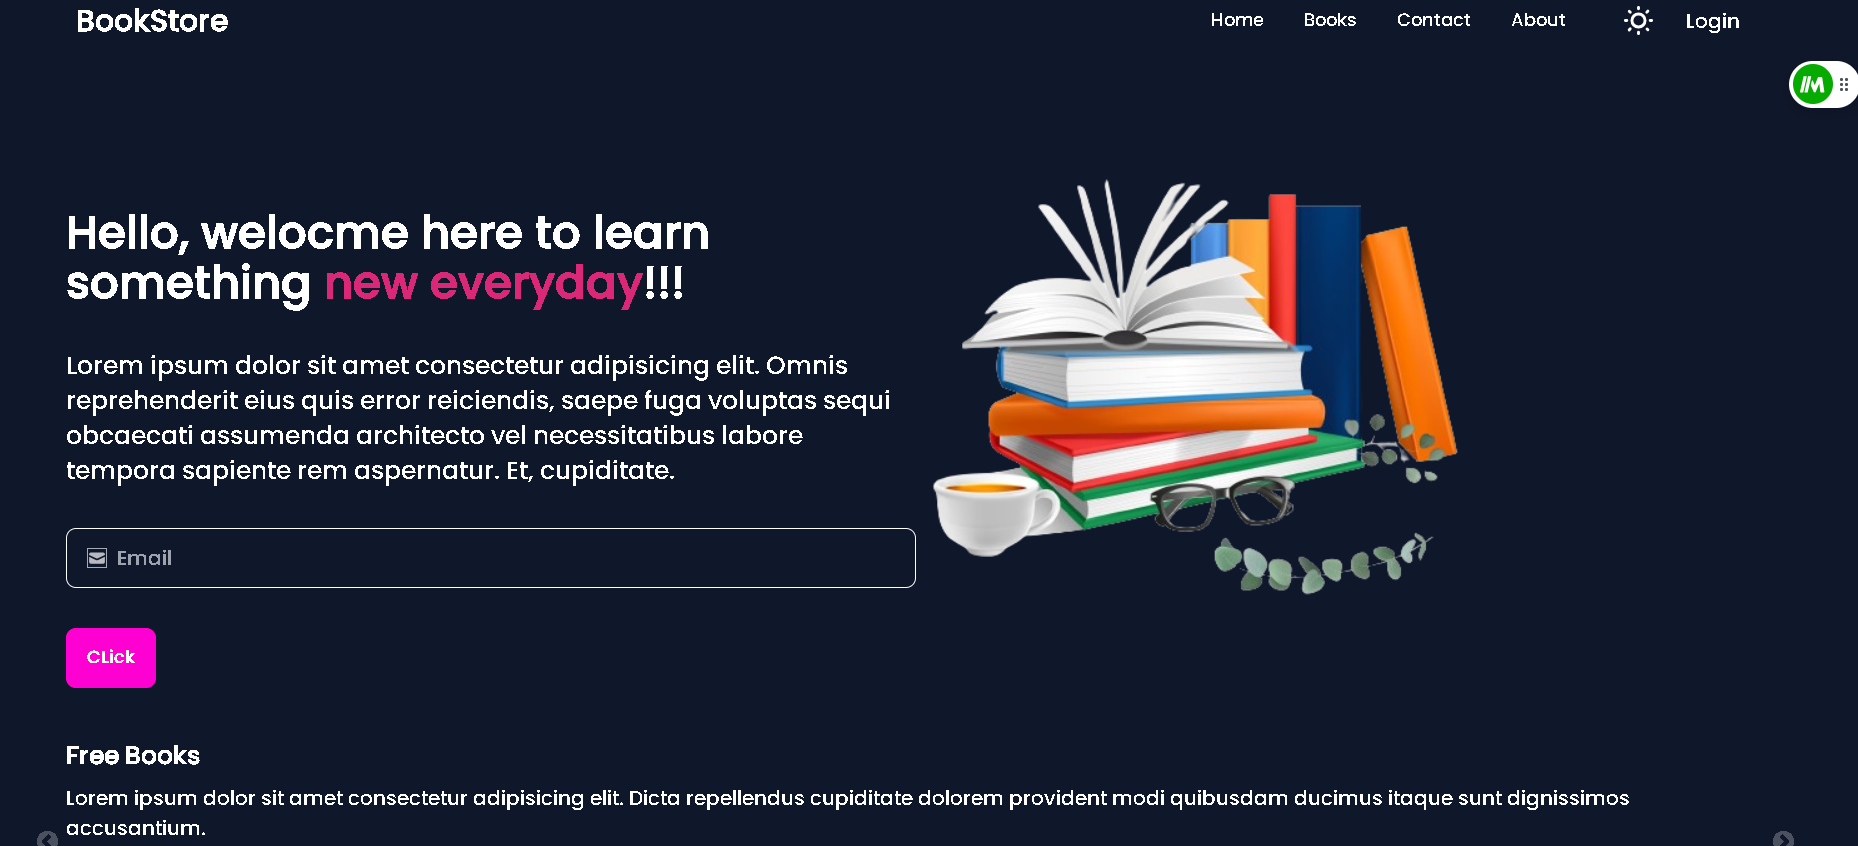 BookStore
Home Books Contact About Login
Hello, welocme here to learn
something new everyday!!!
Lorem ipsum dolor sit amet consectetur adipisicing elit. Omnis
reprehenderit eius quis error reiciendis, saepe fuga voluptas sequi
obcaecati assumenda architecto vel necessitatibus labore
tempora sapiente rem aspernatur. Et, cupiditate.
Email
CLick
Free Books
Lorem ipsum dolor sit amet consectetur adipisicing elit. Dicta repellendus cupiditate dolorem provident modi quibusdam ducimus itaque sunt dignissimos
accusantium.